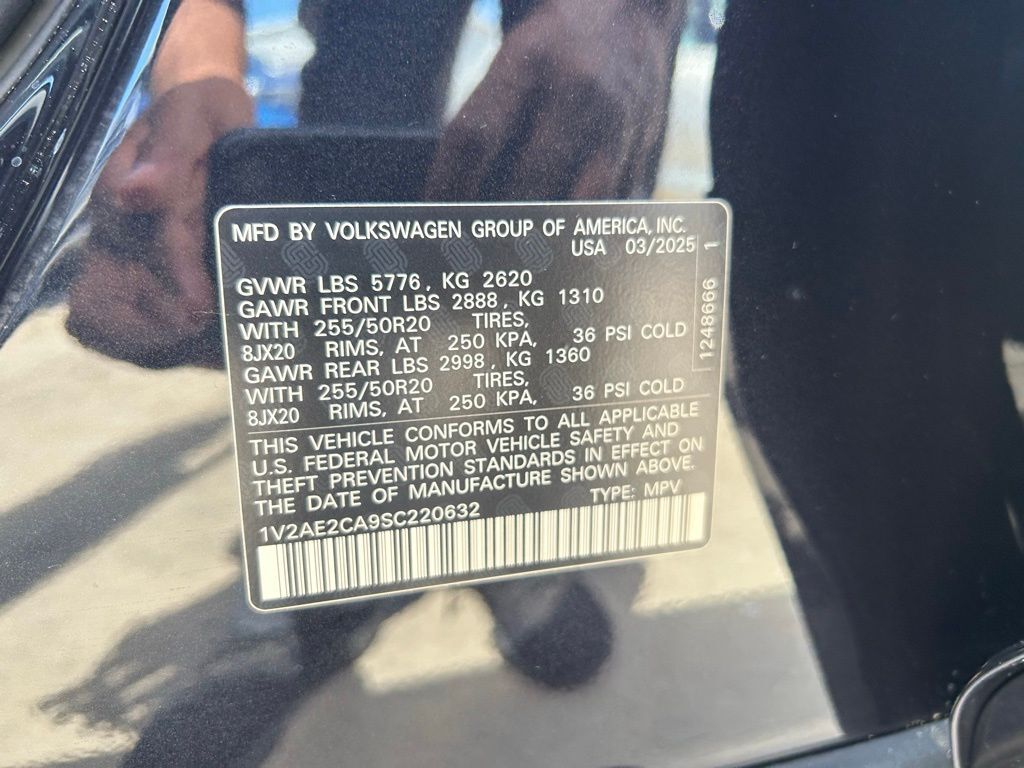 MFD BY VOLKSWAGEN GROUP OF AMERICA, INC.
USA 03/2025
GVWR LBS 5776, KG 2620
GAWR FRONT LBS 2888, KG 1310
WITH 255/50R20 TIRES,
8JX20 RIMS, AT 250 KPA, 36 PSI COLD
GAWR REAR LBS 2998, KG 1360
WITH 255/50R20 TIRES,
8JX20 RIMS, AT 250 KPA, 36 PSI COLD
THIS VEHICLE CONFORMS TO ALL APPLICABLE
U.S. FEDERAL MOTOR VEHICLE SAFETY AND
THEFT PREVENTION STANDARDS IN EFFECT ON
THE DATE OF MANUFACTURE SHOWN ABOVE.
1V2AE2CA9SC220632 TYPE: MPV
1248666 1